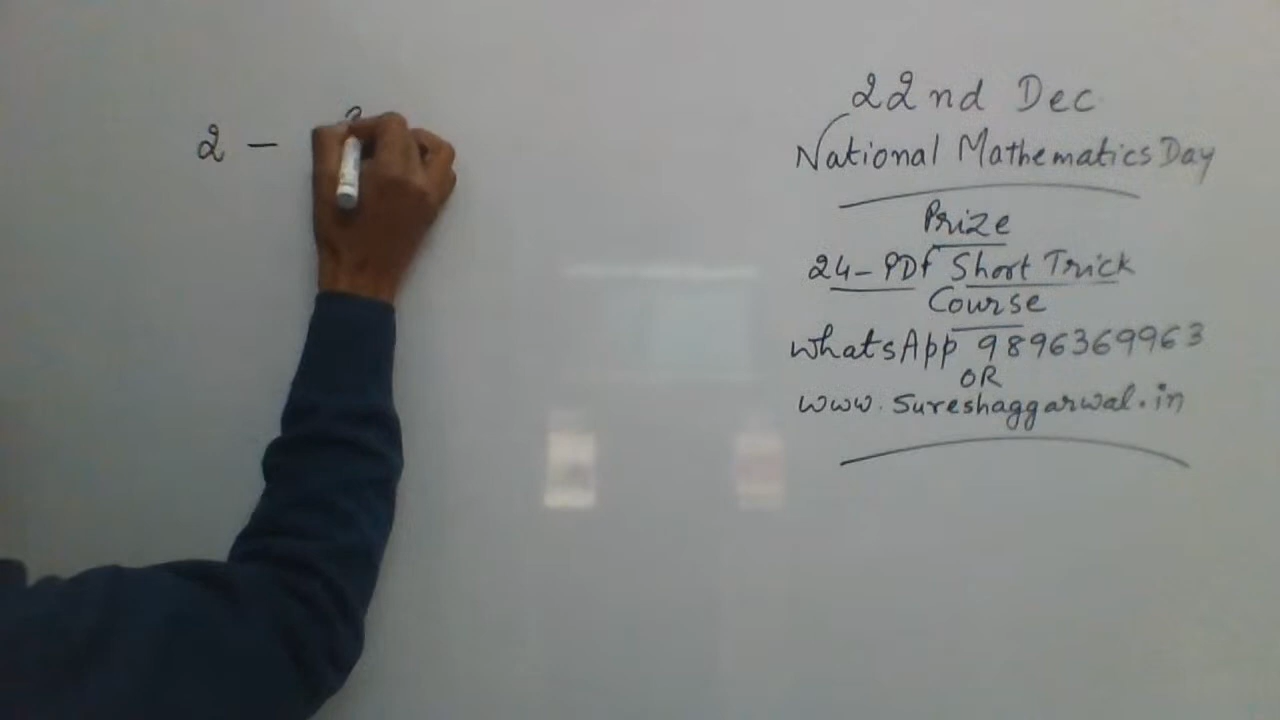 2 -
22nd Dec
National Mathematics Day
Prize
24-PDF Short Trick
Course
WhatsApp 9896369963
OR
www.sureshaggarwal.in